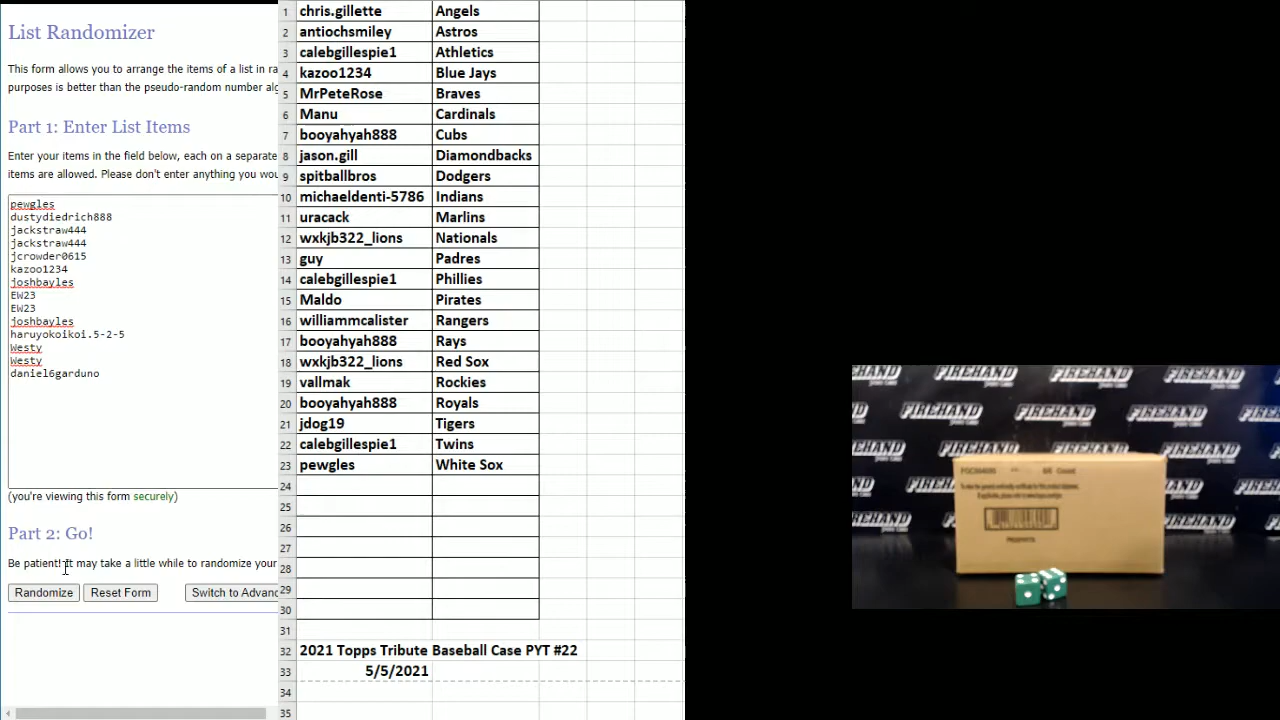 List Randomizer
This form allows you to arrange the items of a list in ra
purposes is better than the pseudo-random number alg
Part 1: Enter List Items
Enter your items in the field below, each on a separate
items are allowed. Please don't enter anything you wou
pewgles
dustydiedrich888
jackstraw444
jackstraw444
jcrowder0615
kazoo1234
joshbayles
EW23
EW23
joshbayles
haruyokoikoi.5-2-5
Westy
Westy
daniel6garduno
(you're viewing this form securely)
Part 2: Go!
Be patient! It may take a little while to randomize your
Randomize Reset Form Switch to Advanc
1 chris.gillette Angels
2 antiochsmiley Astros
3 calebgillespie1 Athletics
4 kazoo1234 Blue Jays
5 MrPeteRose Braves
6 Manu Cardinals
7 booyahyah888 Cubs
8 jason.gill Diamondbacks
9 spitballbros Dodgers
10 michaeldenti-5786 Indians
11 uracack Marlins
12 wxkjb322_lions Nationals
13 guy Padres
14 calebgillespie1 Phillies
15 Maldo Pirates
16 williammcalister Rangers
17 booyahyah888 Rays
18 wxkjb322_lions Red Sox
19 vallmak Rockies
20 booyahyah888 Royals
21 jdog19 Tigers
22 calebgillespie1 Twins
23 pewgles White Sox
24
25
26
27
28
29
30
31
32 2021 Topps Tribute Baseball Case PYT #22
33 5/5/2021
34
35
FIREHAND
FIREHAND
FIREHAND
FIREHAND
FIREHAND
FIREHAND
FIREHAND
FIREHAND